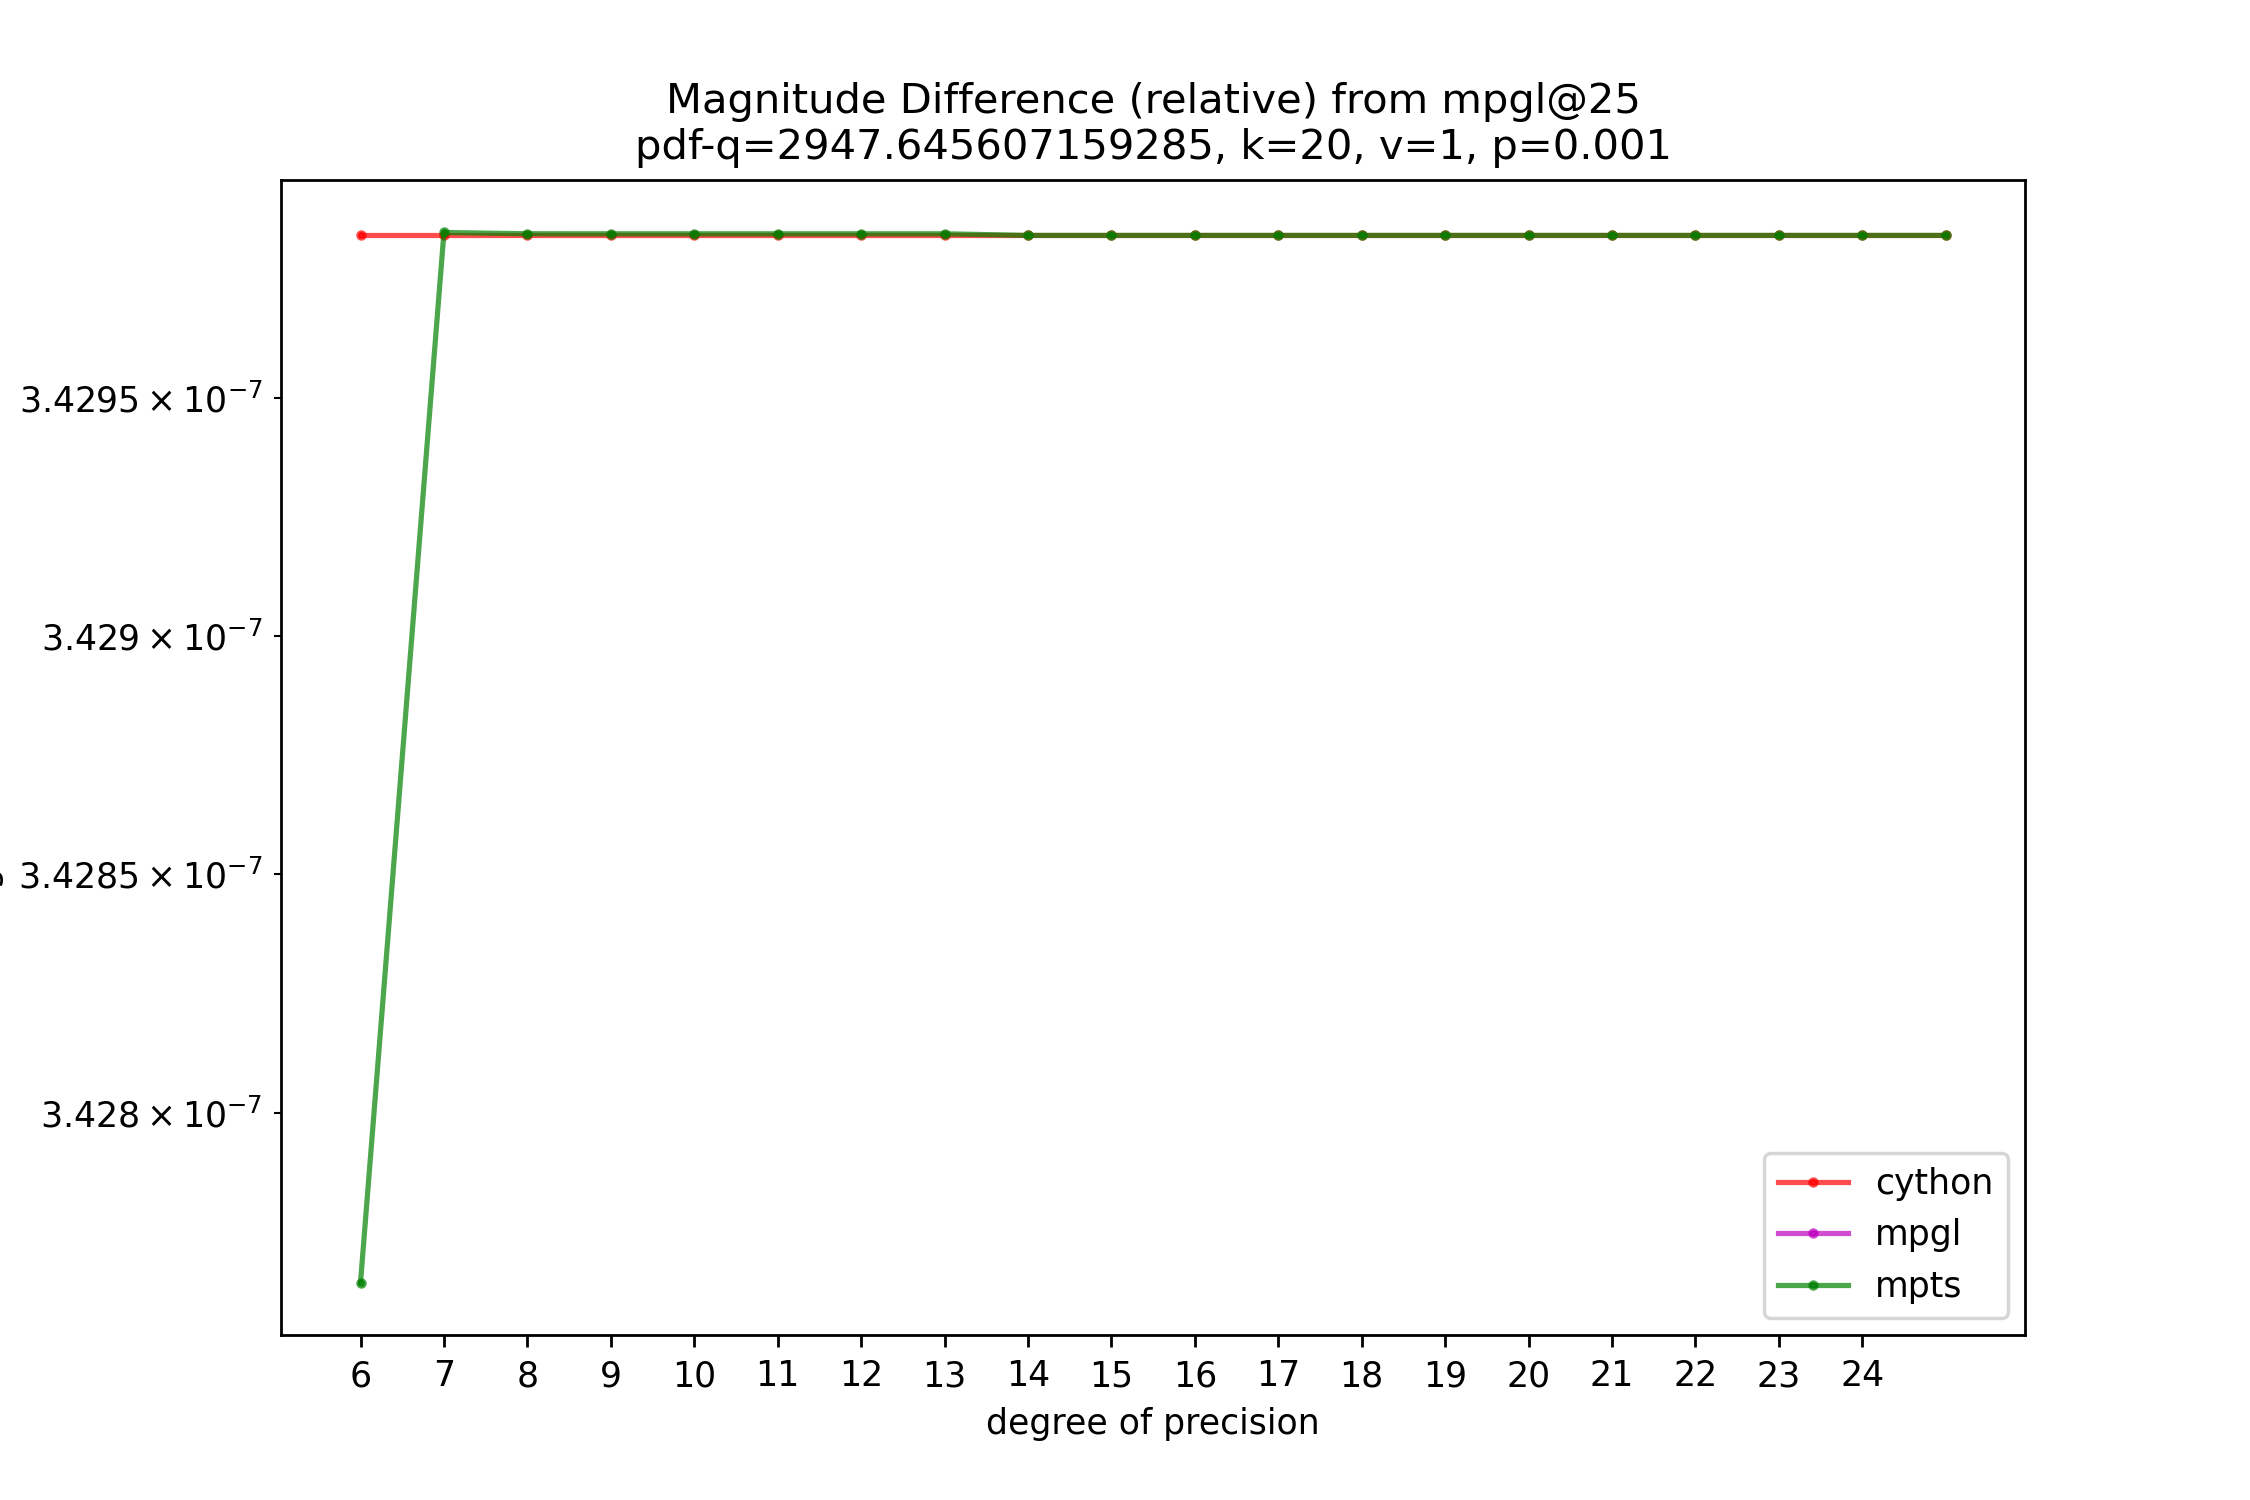 Magnitude Difference (relative) from mpgl@25
pdf-q=2947.645607159285, k=20, v=1, p=0.001
3.4295 × 10⁻⁷
3.429 × 10⁻⁷
3.4285 × 10⁻⁷
3.428 × 10⁻⁷
cython
mpgl
mpts
6 7 8 9 10 11 12 13 14 15 16 17 18 19 20 21 22 23 24
degree of precision